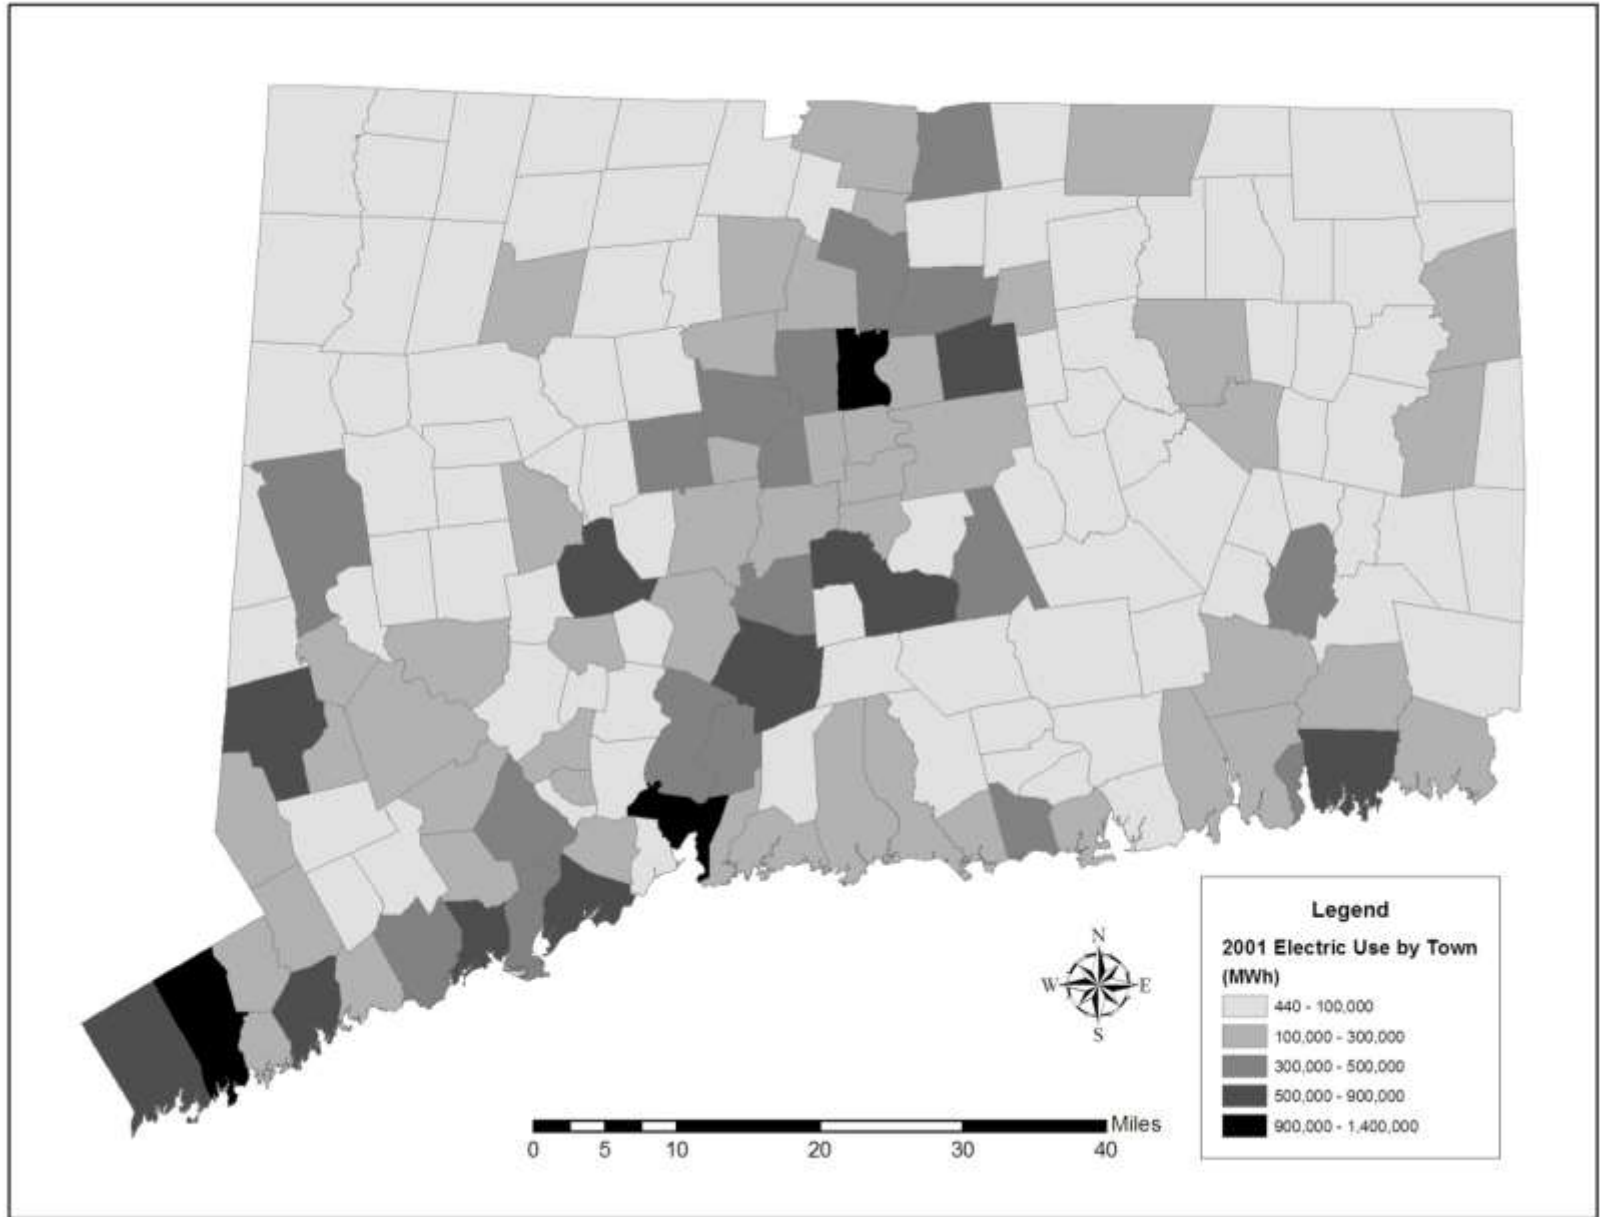 Legend
2001 Electric Use by Town
(MWh)
440 - 100,000
100,000 - 300,000
300,000 - 500,000
500,000 - 900,000
900,000 - 1,400,000
N
W E
S
Miles
0 5 10 20 30 40